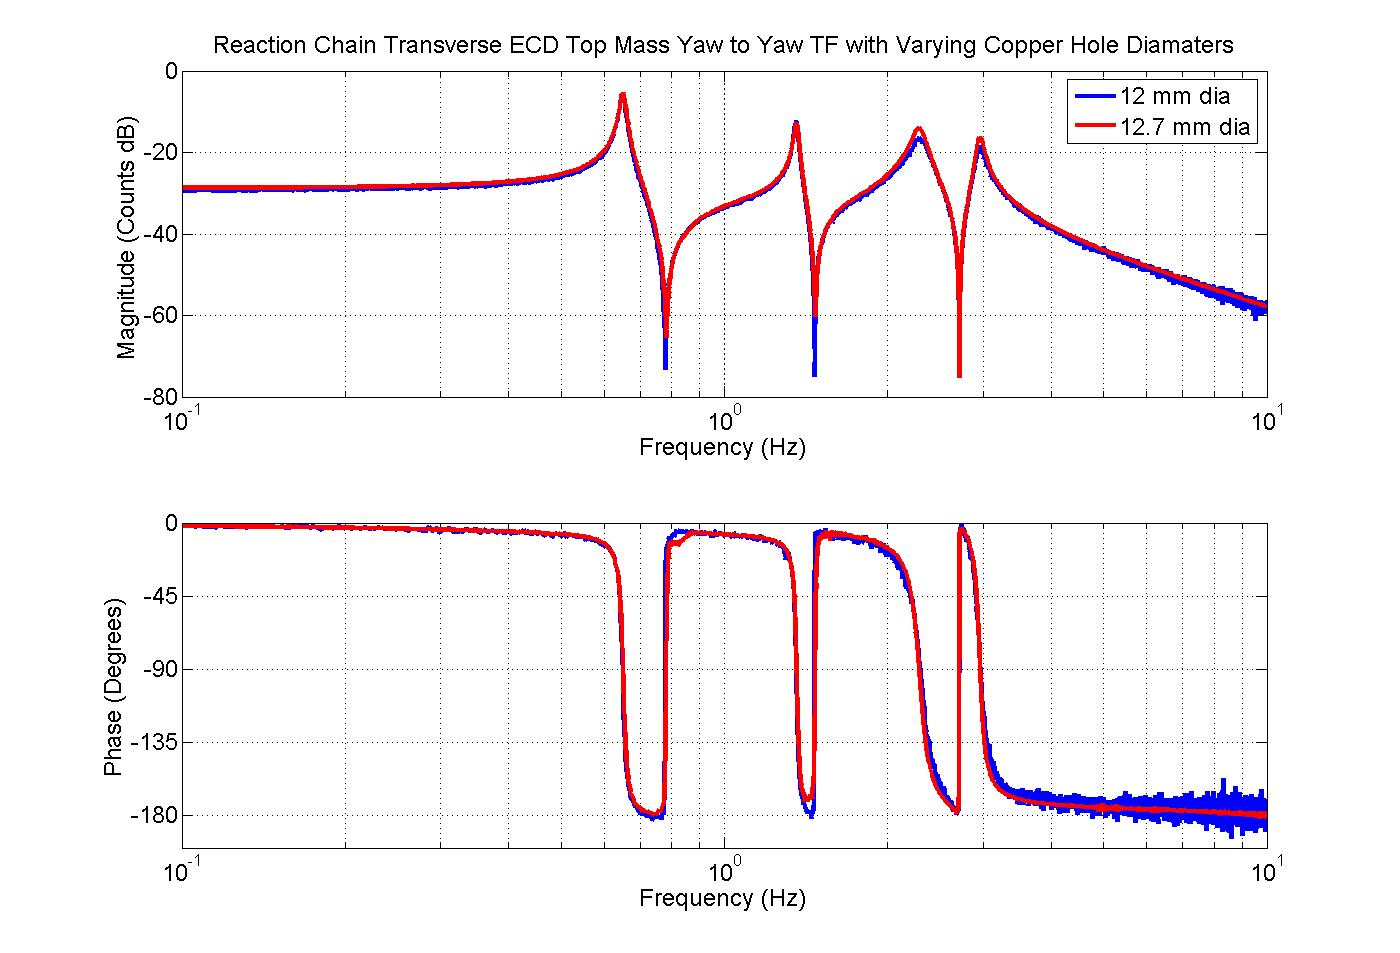 Reaction Chain Transverse ECD Top Mass Yaw to Yaw TF with Varying Copper Hole Diamaters
0
-20
-40
-60
-80
Magnitude (Counts dB)
12 mm dia
12.7 mm dia
10^-1
10^0
10^1
Frequency (Hz)
0
-45
-90
-135
-180
Phase (Degrees)
10^-1
10^0
10^1
Frequency (Hz)